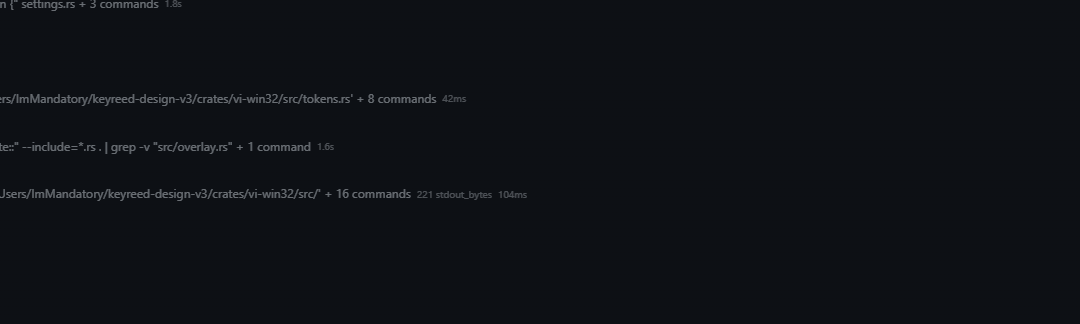 n {" settings.rs + 3 commands 1.8s
ers/ImMandatory/keyreed-design-v3/crates/vi-win32/src/tokens.rs' + 8 commands 42ms
te::" --include=*.rs . | grep -v "src/overlay.rs" + 1 command 1.6s
Users/ImMandatory/keyreed-design-v3/crates/vi-win32/src/' + 16 commands 221 stdout_bytes 104ms